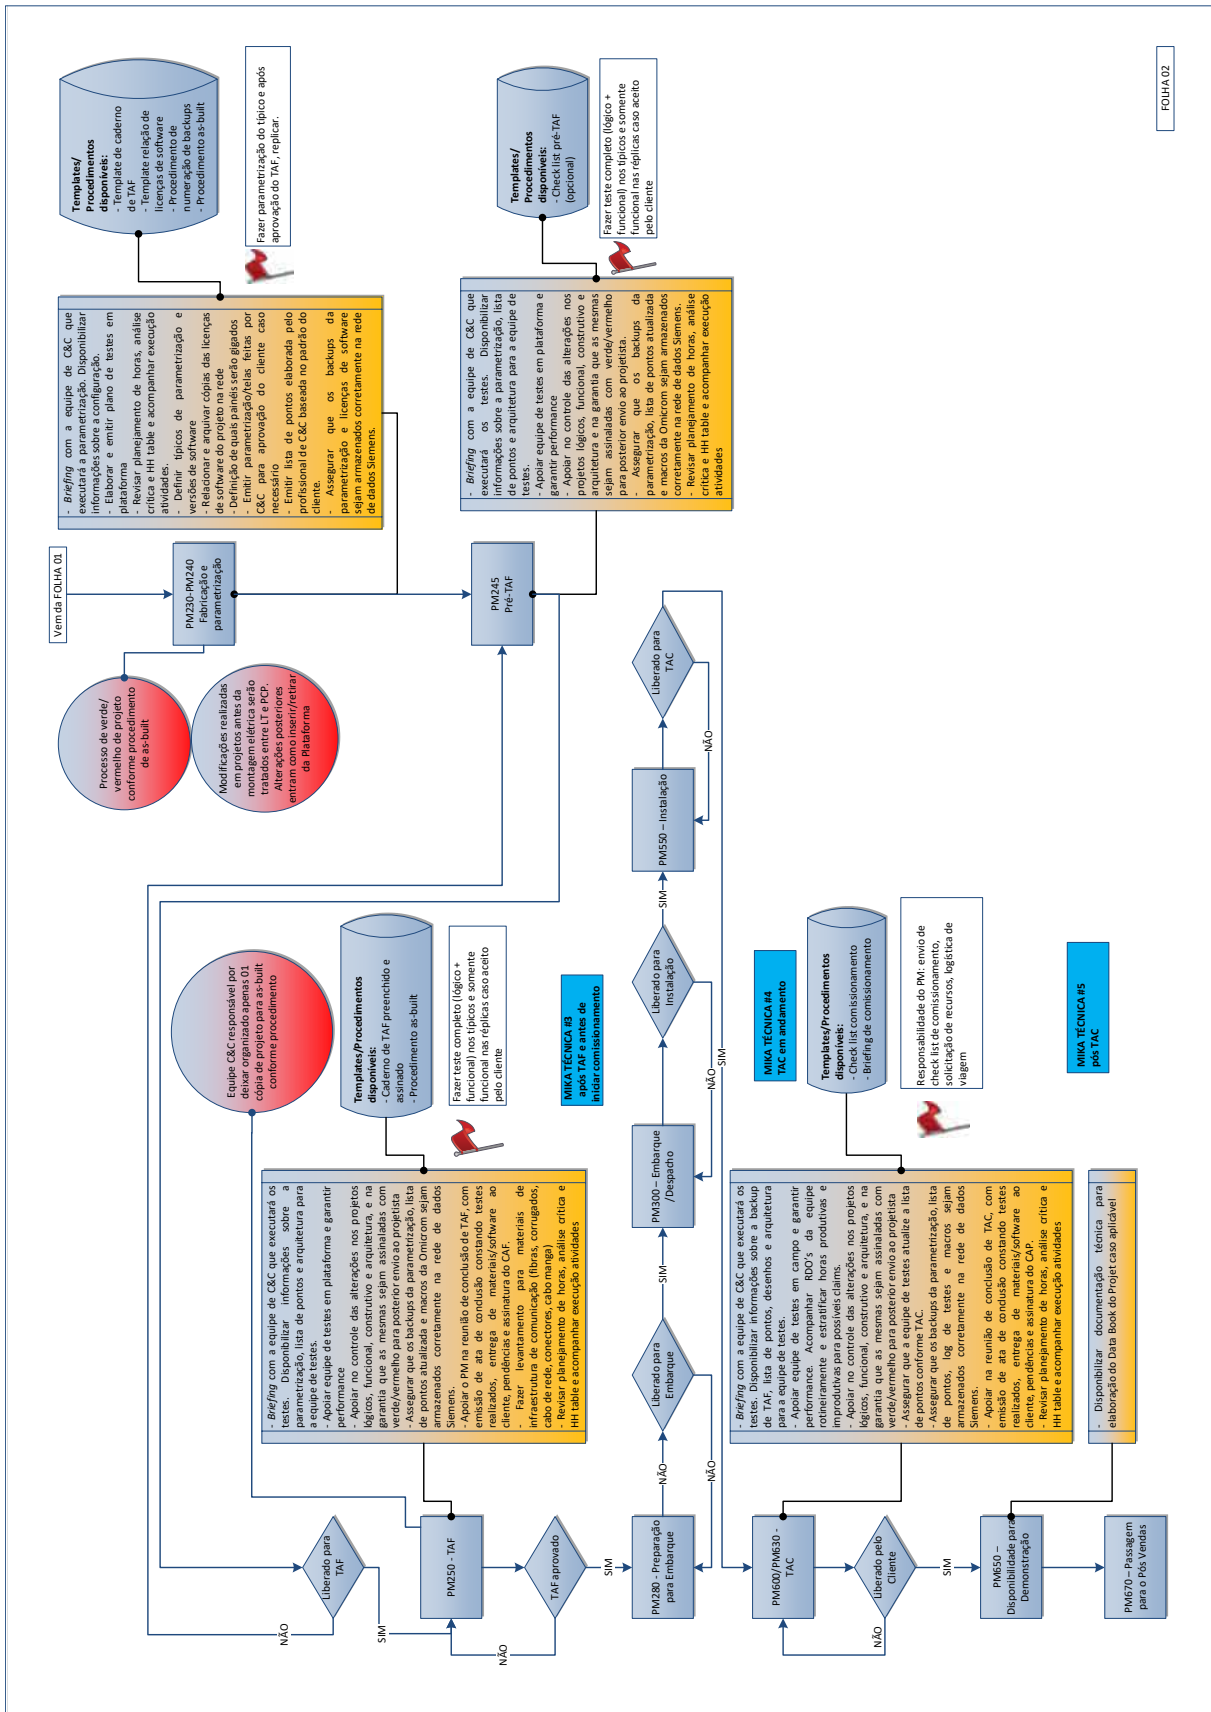 Vem da FOLHA 01
PM230-PM240
Fabricação e
parametrização
Processo de verde/
vermelho de projeto
conforme procedimento
de as-built
Modificações realizadas
em projetos antes da
montagem elétrica serão
tratados entre LT e PCP.
Alterações posteriores
entram como inserir/retirar
da Plataforma
- Briefing com a equipe de C&C que
executará a parametrização. Disponibilizar
informações sobre a configuração.
- Elaborar e emitir plano de testes em
plataforma
- Revisar planejamento de horas, análise
crítica e HH table e acompanhar execução
atividades.
- Definir típicos de parametrização e
versões de software
- Relacionar e arquivar cópias das licenças
de software do projeto na rede
- Definição de quais painéis serão gigados
- Emitir parametrização/telas feitas por
C&C para aprovação do cliente caso
necessário
- Emitir lista de pontos elaborada pelo
profissional de C&C baseada no padrão do
cliente.
- Assegurar que os backups da
parametrização e licenças de software
sejam armazenados corretamente na rede
de dados Siemens.
Templates/
Procedimentos
disponíveis:
- Template de caderno
de TAF
- Template relação de
licenças de software
- Procedimento de
numeração de backups
- Procedimento as-built
Fazer parametrização do típico e após
aprovação do TAF, replicar.
PM245
Pré-TAF
- Briefing com a equipe de C&C que
executará os testes. Disponibilizar
informações sobre a parametrização, lista
de pontos e arquitetura para a equipe de
testes.
- Apoiar equipe de testes em plataforma e
garantir performance
- Apoiar no controle das alterações nos
projetos lógicos, funcional, construtivo e
arquitetura e na garantia que as mesmas
sejam assinaladas com verde/vermelho
para posterior envio ao projetista.
- Assegurar que os backups da
parametrização, lista de pontos atualizada
e macros da Omicrom sejam armazenados
corretamente na rede de dados Siemens.
- Revisar planejamento de horas, análise
crítica e HH table e acompanhar execução
atividades
Templates/
Procedimentos
disponíveis:
- Check list pré-TAF
(opcional)
Fazer teste completo (lógico +
funcional) nos típicos e somente
funcional nas réplicas caso aceito
pelo cliente
Liberado para
TAF
NÃO
SIM
PM250 - TAF
TAF aprovado
NÃO
SIM
Equipe C&C responsável por
deixar organizado apenas 01
cópia de projeto para as-built
conforme procedimento
- Briefing com a equipe de C&C que executará os
testes. Disponibilizar informações sobre a
parametrização, lista de pontos e arquitetura para
a equipe de testes.
- Apoiar equipe de testes em plataforma e garantir
performance
- Apoiar no controle das alterações nos projetos
lógicos, funcional, construtivo e arquitetura, e na
garantia que as mesmas sejam assinaladas com
verde/vermelho para posterior envio ao projetista
- Assegurar que os backups da parametrização, lista
de pontos atualizada e macros da Omicrom sejam
armazenados corretamente na rede de dados
Siemens.
- Apoiar o PM na reunião de conclusão de TAF, com
emissão de ata de conclusão constando testes
realizados, entrega de materiais/software ao
cliente, pendências e assinatura do CAF.
- Fazer levantamento para materiais de
infraestrutura de comunicação (fibras, corrugados,
cabo de rede, conectores, cabo manga)
- Revisar planejamento de horas, análise crítica e
HH table e acompanhar execução atividades
Templates/Procedimentos
disponíveis:
- Caderno de TAF preenchido e
assinado
- Procedimento as-built
Fazer teste completo (lógico +
funcional) nos típicos e somente
funcional nas réplicas caso aceito
pelo cliente
MIKA TÉCNICA #3
após TAF e antes de
iniciar comissionamento
PM280 - Preparação
para Embarque
NÃO
Liberado para
Embarque
NÃO
SIM
PM300 – Embarque
/Despacho
Liberado para
Instalação
NÃO
SIM
PM550 – Instalação
Liberado para
TAC
NÃO
SIM
PM600/PM630 -
TAC
Liberado pelo
Cliente
NÃO
SIM
PM650 –
Disponibilidade para
Demonstração
PM670 – Passagem
para o Pós Vendas
- Briefing com a equipe de C&C que executará os
testes. Disponibilizar informações sobre a backup
de TAF, lista de pontos, desenhos e arquitetura
para a equipe de testes.
- Apoiar equipe de testes em campo e garantir
performance. Acompanhar RDO's da equipe
rotineiramente e estratificar horas produtivas e
improdutivas para possíveis claims.
- Apoiar no controle das alterações nos projetos
lógicos, funcional, construtivo e arquitetura, e na
garantia que as mesmas sejam assinaladas com
verde/vermelho para posterior envio ao projetista
- Assegurar que a equipe de testes atualize a lista
de pontos conforme TAC.
- Assegurar que os backups da parametrização, lista
de pontos, log de testes e macros sejam
armazenados corretamente na rede de dados
Siemens.
- Apoiar na reunião de conclusão de TAC, com
emissão de ata de conclusão constando testes
realizados, entrega de materiais/software ao
cliente, pendências e assinatura do CAP.
- Revisar planejamento de horas, análise crítica e
HH table e acompanhar execução atividades
MIKA TÉCNICA #4
TAC em andamento
Templates/Procedimentos
disponíveis:
- Check list comissionamento
- Briefing de comissionamento
Responsabilidade do PM: envio de
check list de comissionamento,
solicitação de recursos, logística de
viagem
- Disponibilizar documentação técnica para
elaboração do Data Book do Projet caso aplicável
MIKA TÉCNICA #5
pós TAC
FOLHA 02